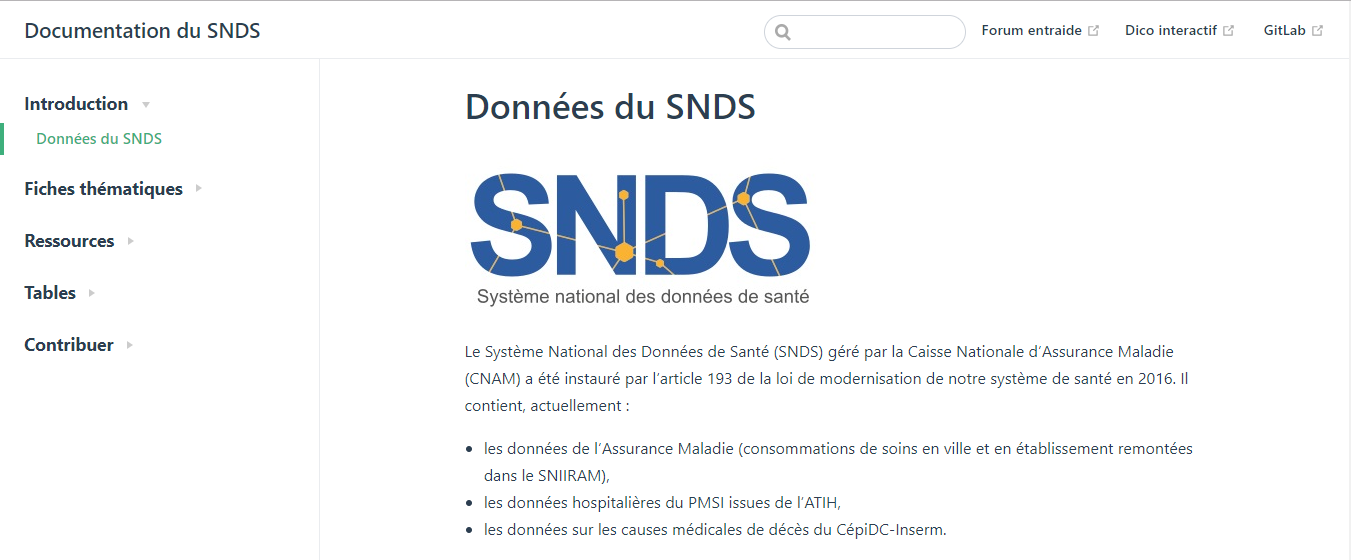 Documentation du SNDS
Forum entraide
Dico interactif
GitLab
Introduction
Données du SNDS
Fiches thématiques
Ressources
Tables
Contribuer
Données du SNDS
SNDS
Système national des données de santé
Le Système National des Données de Santé (SNDS) géré par la Caisse Nationale d’Assurance Maladie
(CNAM) a été instauré par l’article 193 de la loi de modernisation de notre système de santé en 2016. Il
contient, actuellement :
• les données de l’Assurance Maladie (consommations de soins en ville et en établissement remontées
dans le SNIIRAM),
• les données hospitalières du PMSI issues de l’ATIH,
• les données sur les causes médicales de décès du CépiDC-Inserm.